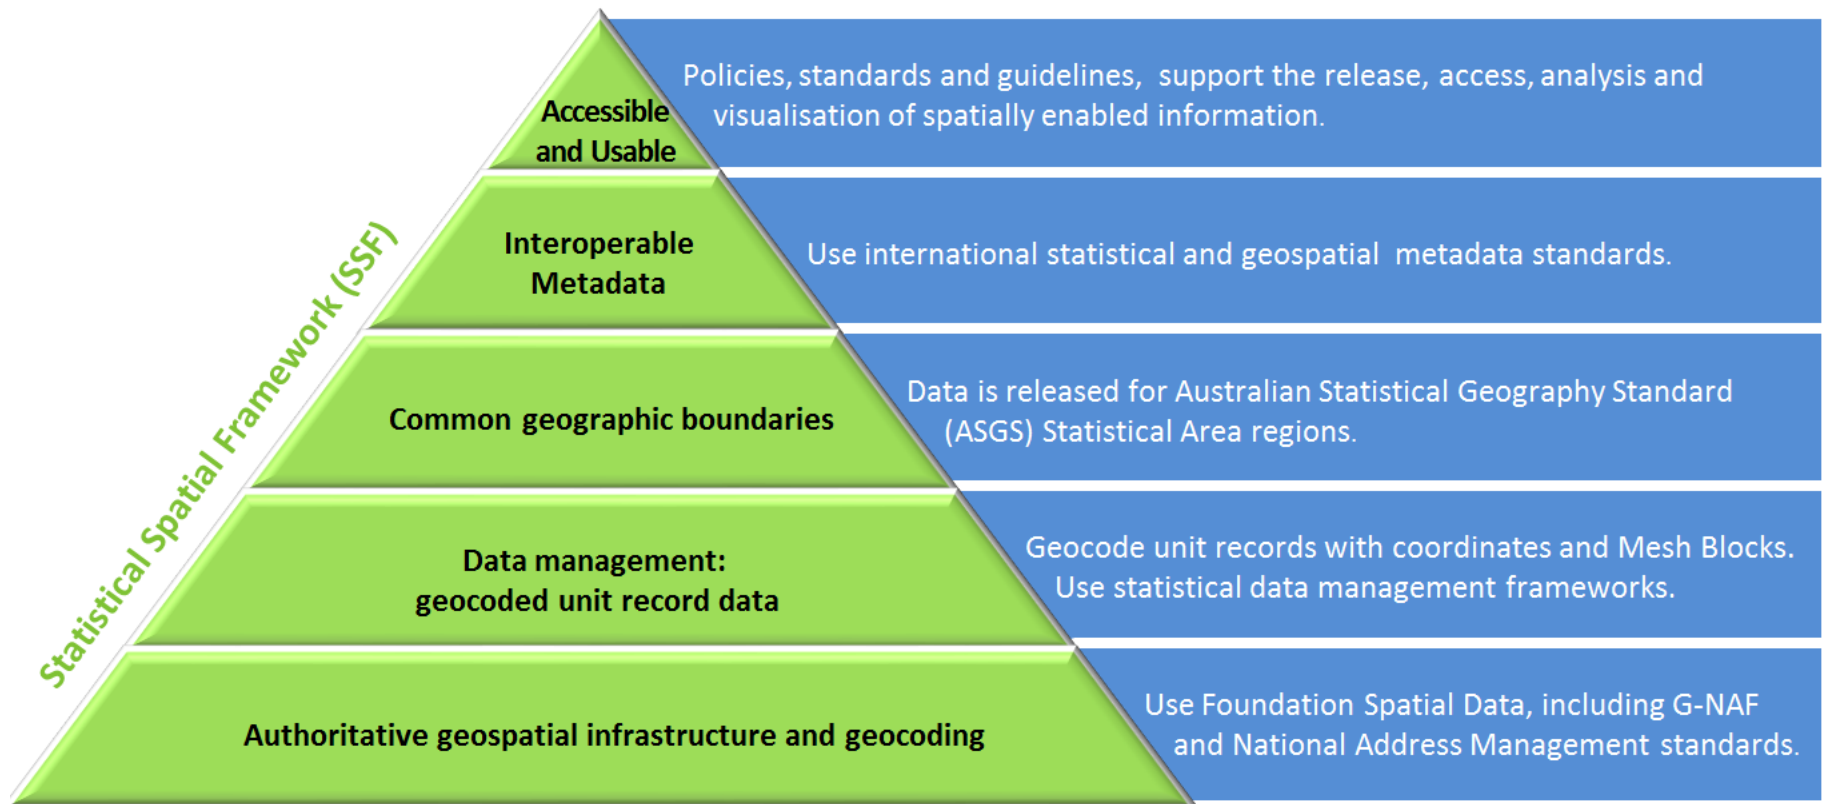 Statistical Spatial Framework (SSF)
Accessible
and Usable
Policies, standards and guidelines, support the release, access, analysis and
visualisation of spatially enabled information.
Interoperable
Metadata
Use international statistical and geospatial metadata standards.
Common geographic boundaries
Data is released for Australian Statistical Geography Standard
(ASGS) Statistical Area regions.
Data management:
geocoded unit record data
Geocode unit records with coordinates and Mesh Blocks.
Use statistical data management frameworks.
Authoritative geospatial infrastructure and geocoding
Use Foundation Spatial Data, including G-NAF
and National Address Management standards.